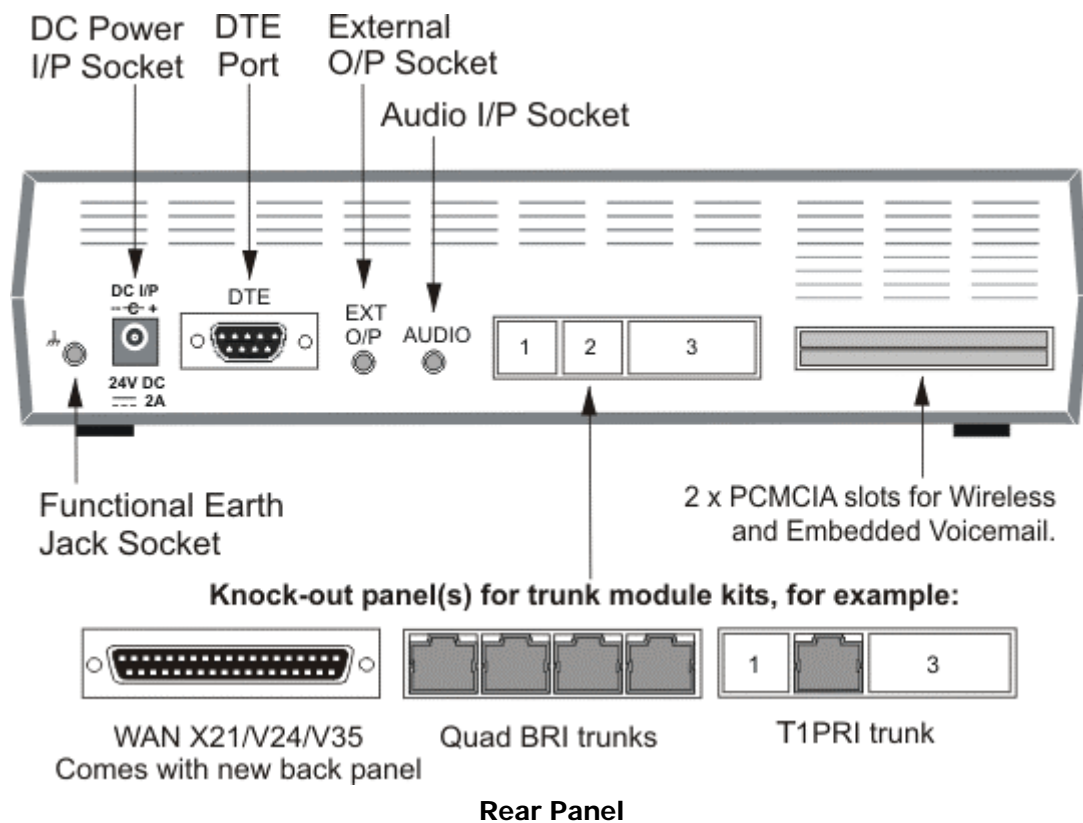 DC Power
I/P Socket
DTE
Port
External
O/P Socket
Audio I/P Socket
DC I/P
DTE
EXT
O/P
AUDIO
1
2
3
24V DC
2A
Functional Earth
Jack Socket
2 x PCMCIA slots for Wireless
and Embedded Voicemail.
Knock-out panel(s) for trunk module kits, for example:
1
3
WAN X21/V24/V35
Comes with new back panel
Quad BRI trunks
T1PRI trunk
Rear Panel